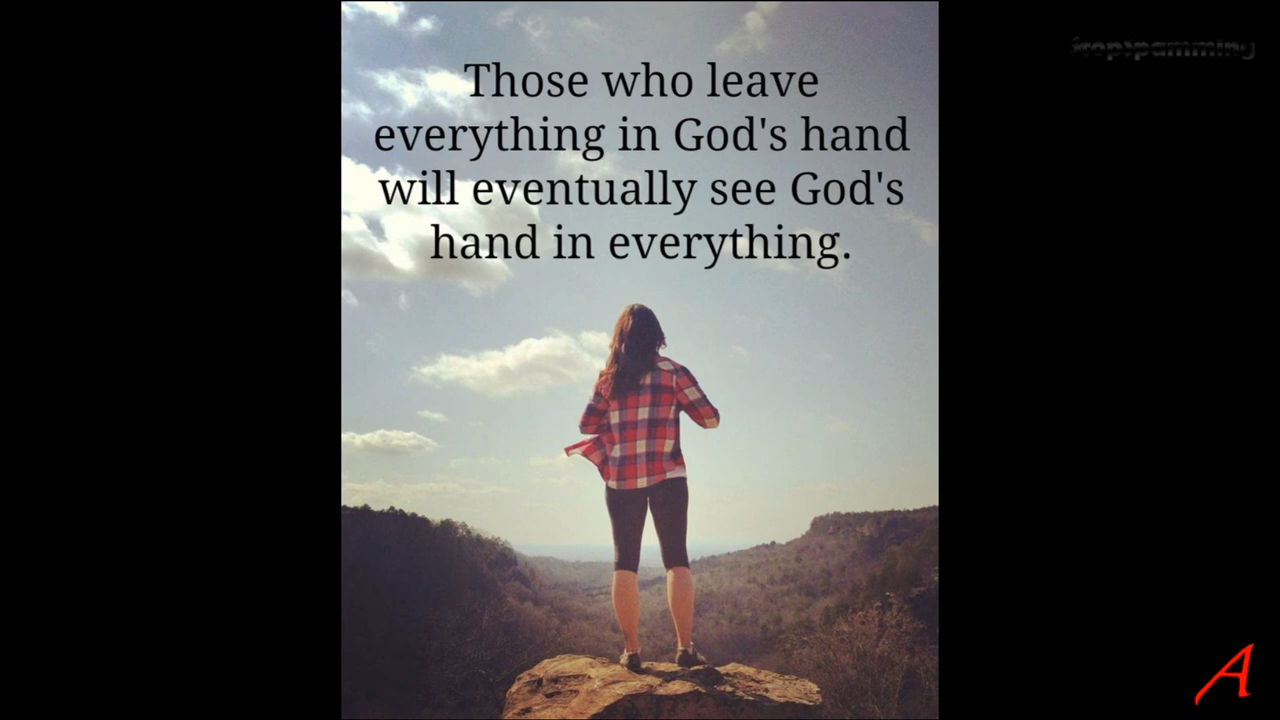 Those who leave
everything in God's hand
will eventually see God's
hand in everything.
A